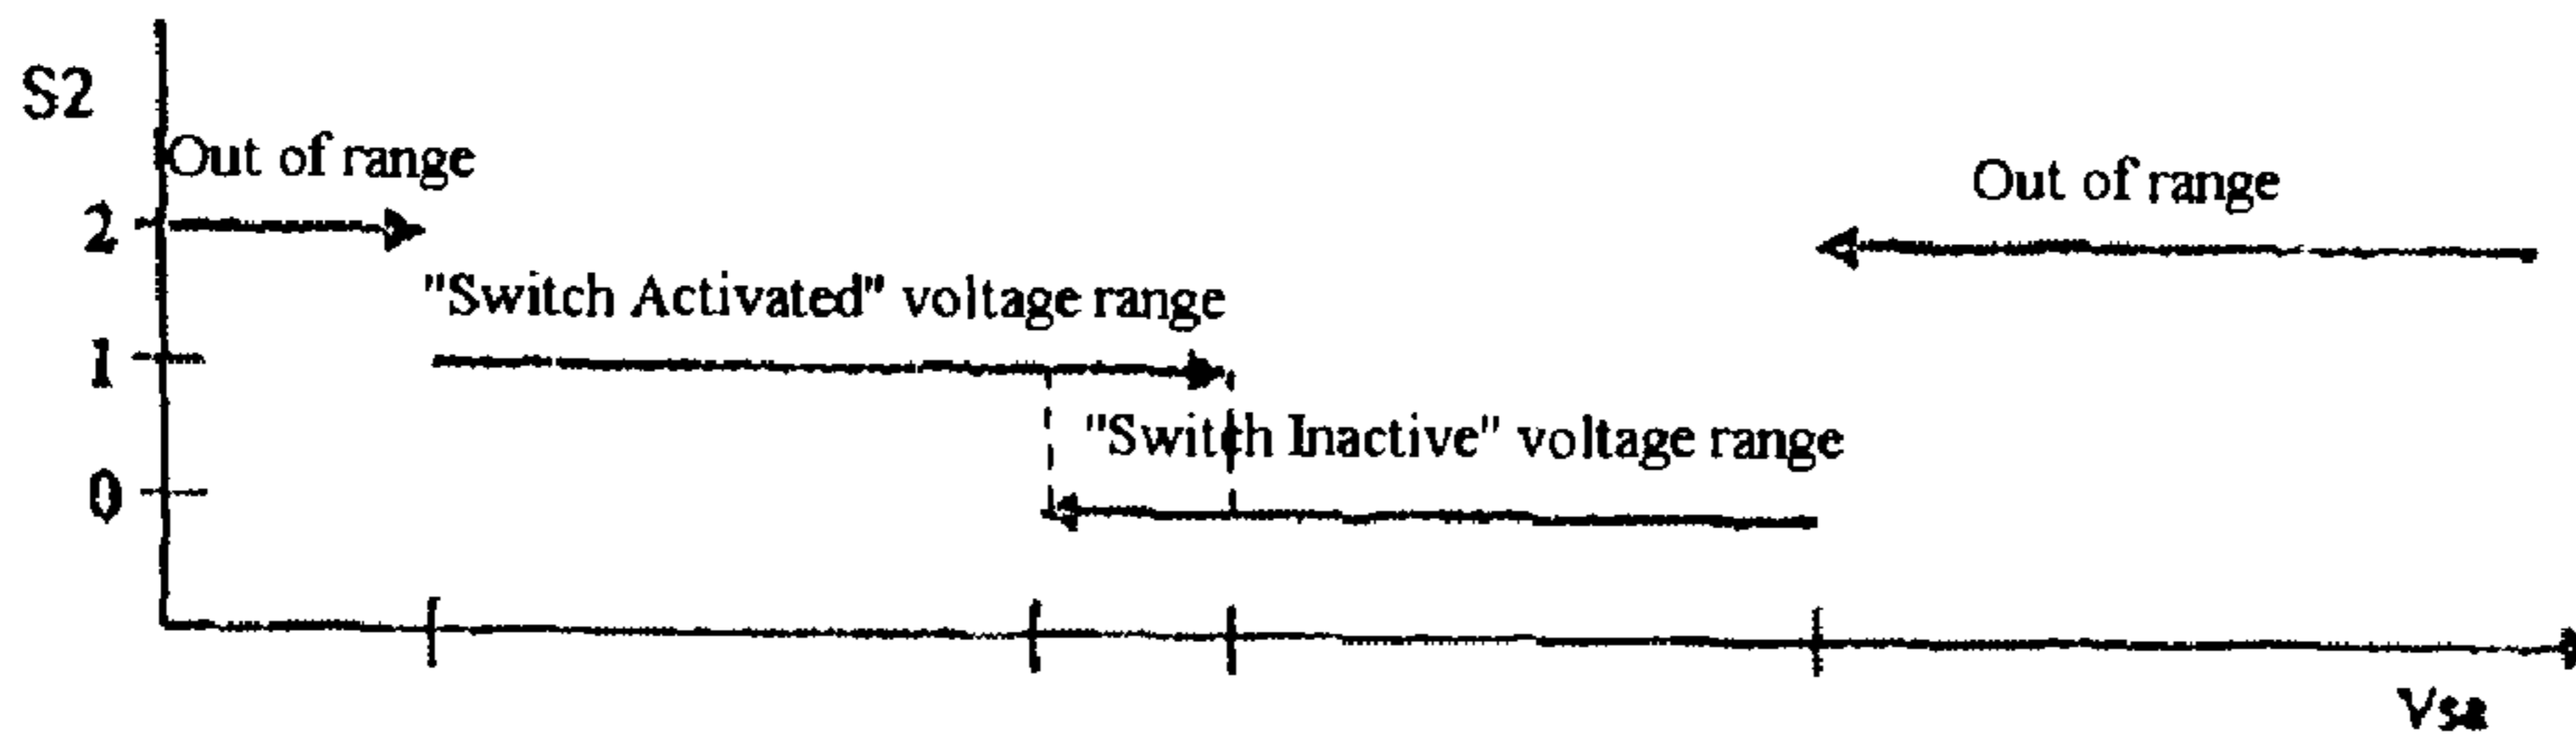 S2
Out of range
Out of range
2
"Switch Activated" voltage range
1
"Switch Inactive" voltage range
0
Vsa